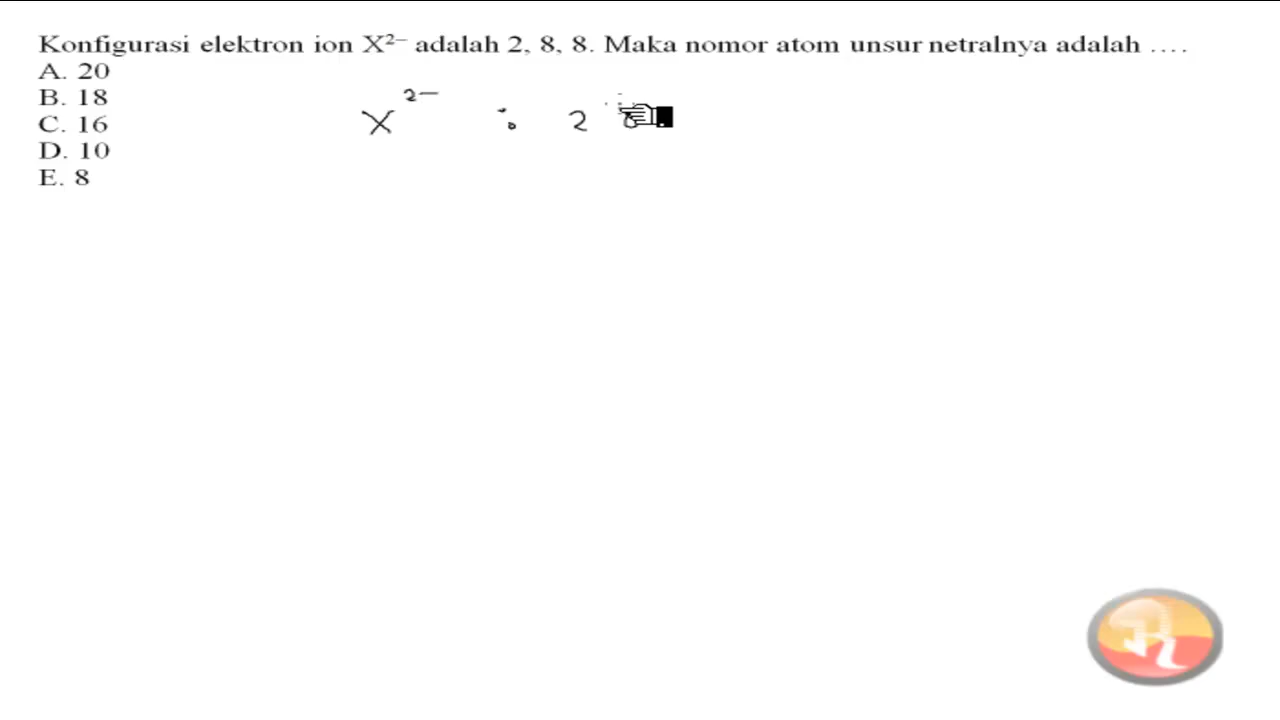 Konfigurasi elektron ion X²⁻ adalah 2, 8, 8. Maka nomor atom unsur netralnya adalah ....
A. 20
B. 18
C. 16
D. 10
E. 8
X²⁻ : 2